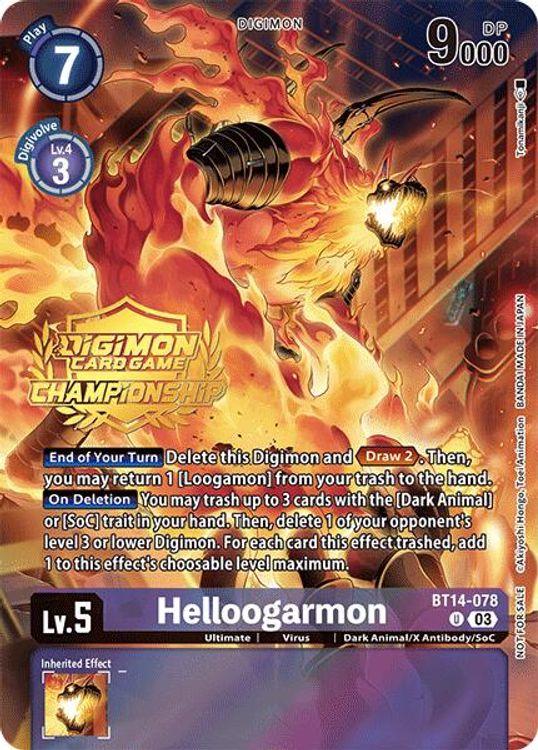 DIGIMON
Play
7
DP
9000
Digivolve
Lv.4
3
Tonamikanji
DIGIMON
CARD GAME
CHAMPIONSHIP
[End of Your Turn] Delete this Digimon and <Draw 2>. Then,
you may return 1 [Loogamon] from your trash to the hand.
[On Deletion] You may trash up to 3 cards with the [Dark Animal]
or [SoC] trait in your hand. Then, delete 1 of your opponent's
level 3 or lower Digimon. For each card this effect trashed, add
1 to this effect's choosable level maximum.
©Akiyoshi Hongo, Toei Animation BANDAI MADE IN JAPAN
NOT FOR SALE
Lv.5
Helloogarmon
BT14-078
U 03
Ultimate | Virus | Dark Animal/X Antibody/SoC
Inherited Effect